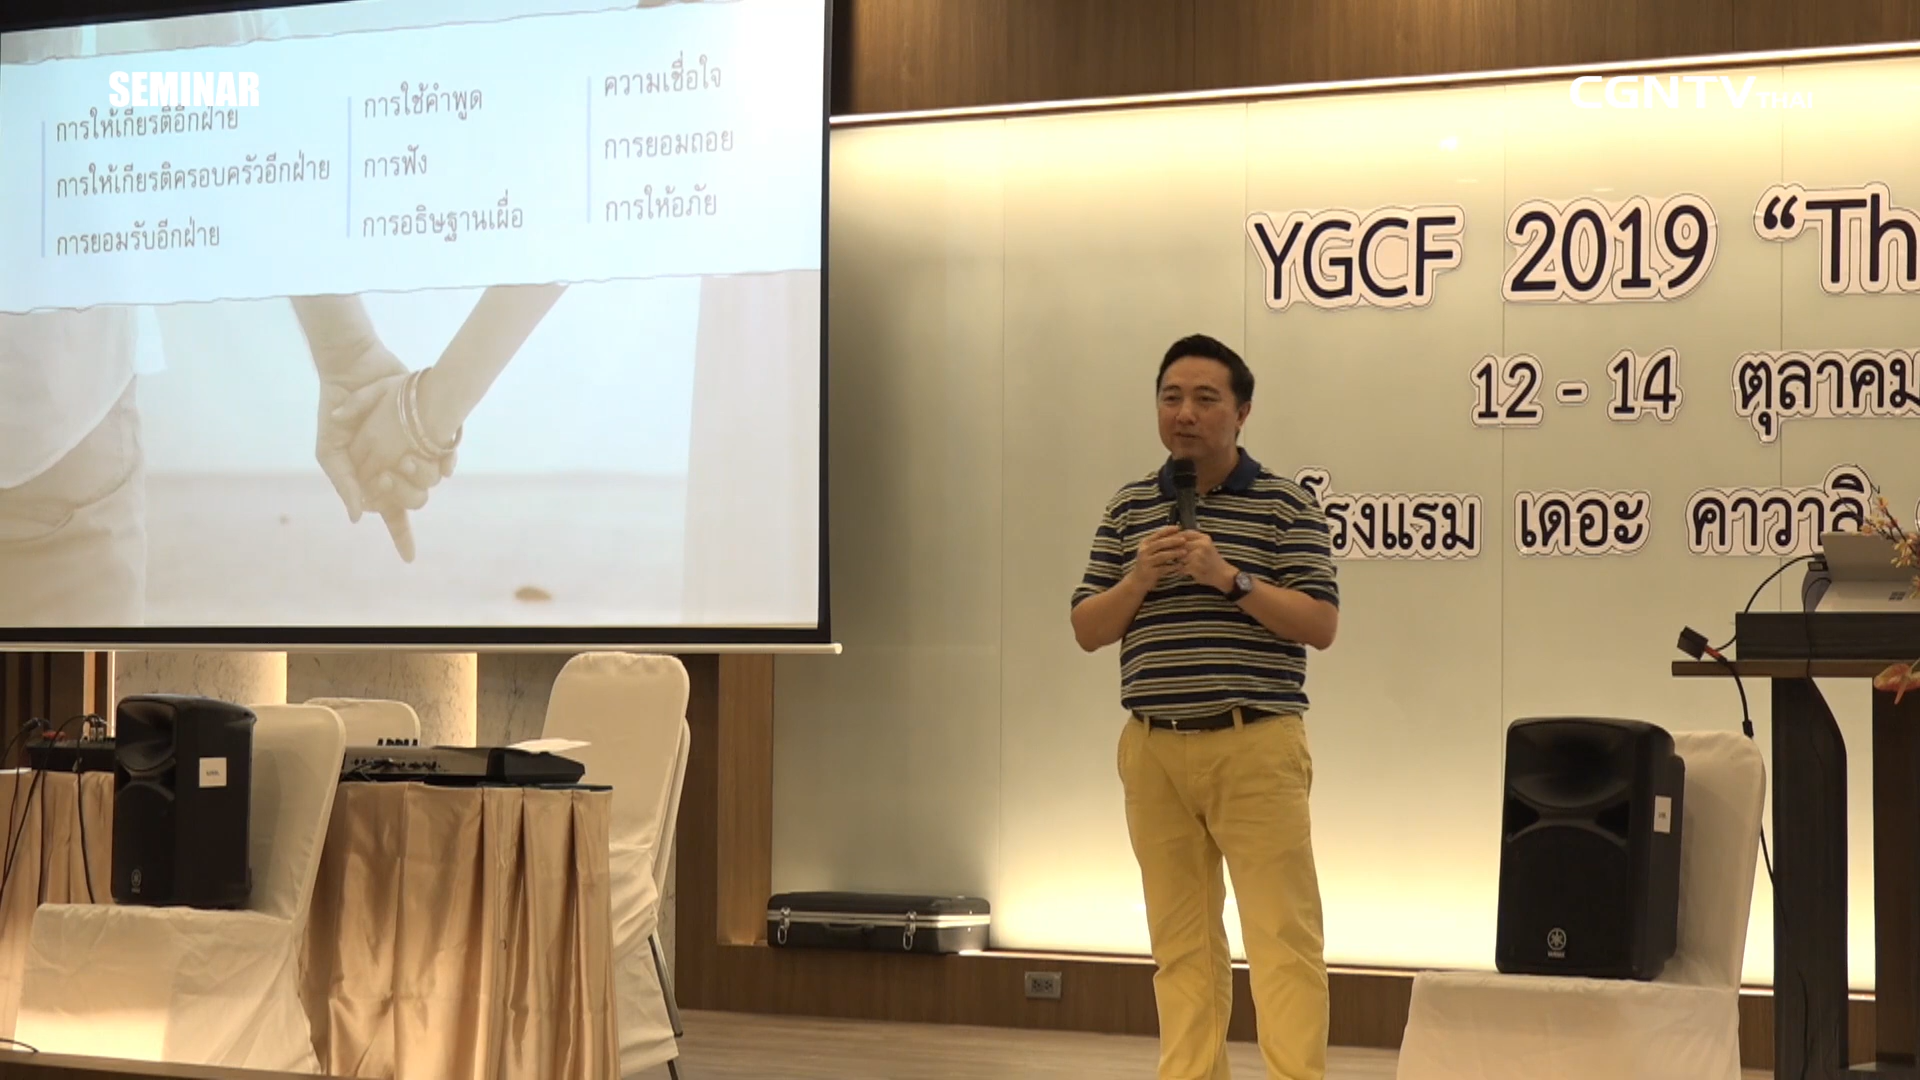 SEMINAR
CGNTV THAI
การให้เกียรติอีกฝ่าย
การให้เกียรติครอบครัวอีกฝ่าย
การยอมรับอีกฝ่าย
การใช้คำพูด
การฟัง
การอธิษฐานเผื่อ
ความเชื่อใจ
การยอมถอย
การให้อภัย
YGCF 2019 “Th
12 - 14 ตุลาคม
โรงแรม เดอะ คาวาลิ